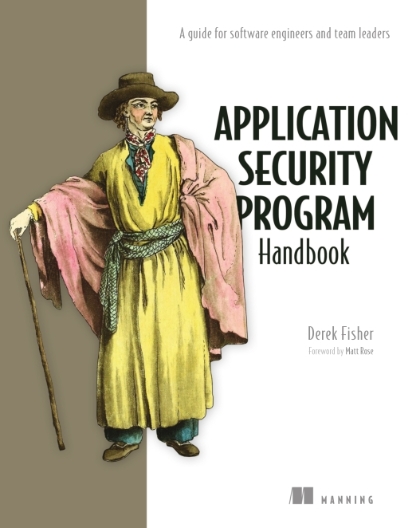 A guide for software engineers and team leaders
APPLICATION
SECURITY
PROGRAM
Handbook
Derek Fisher
Foreword by Matt Rose
MANNING